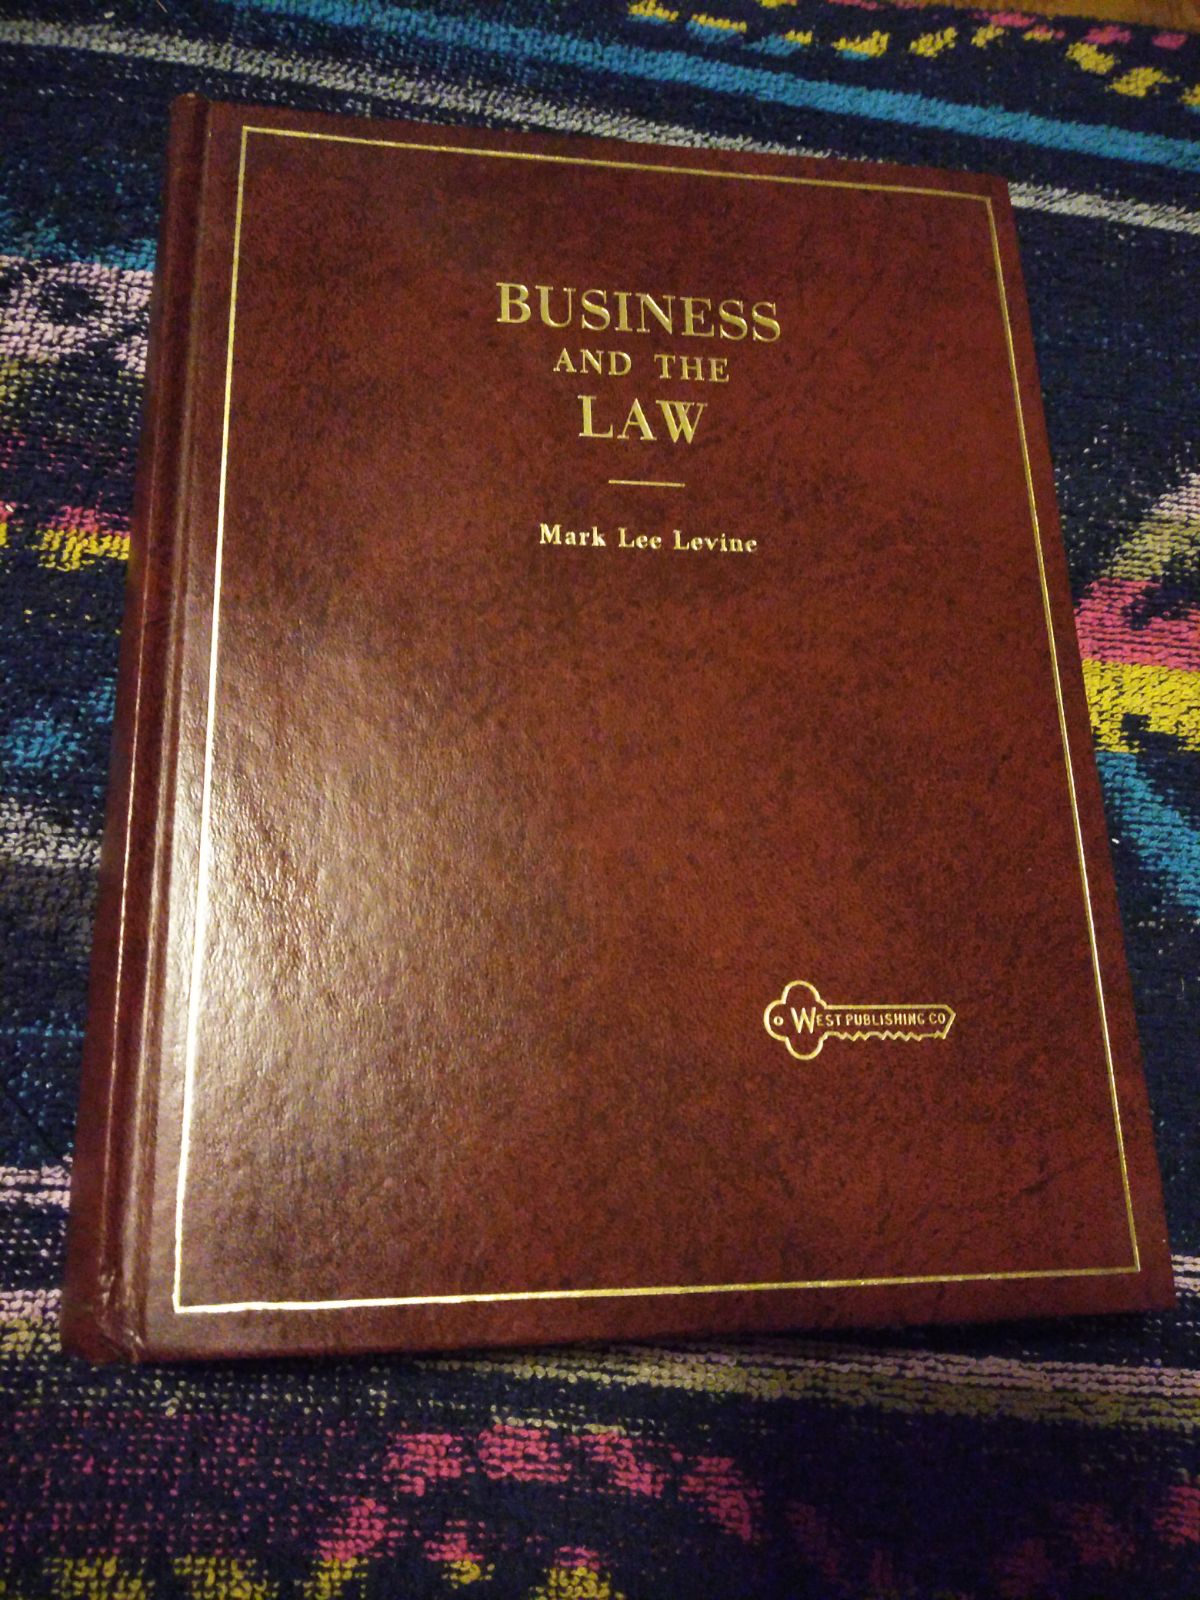 BUSINESS
AND THE
LAW
Mark Lee Levine
WEST PUBLISHING CO